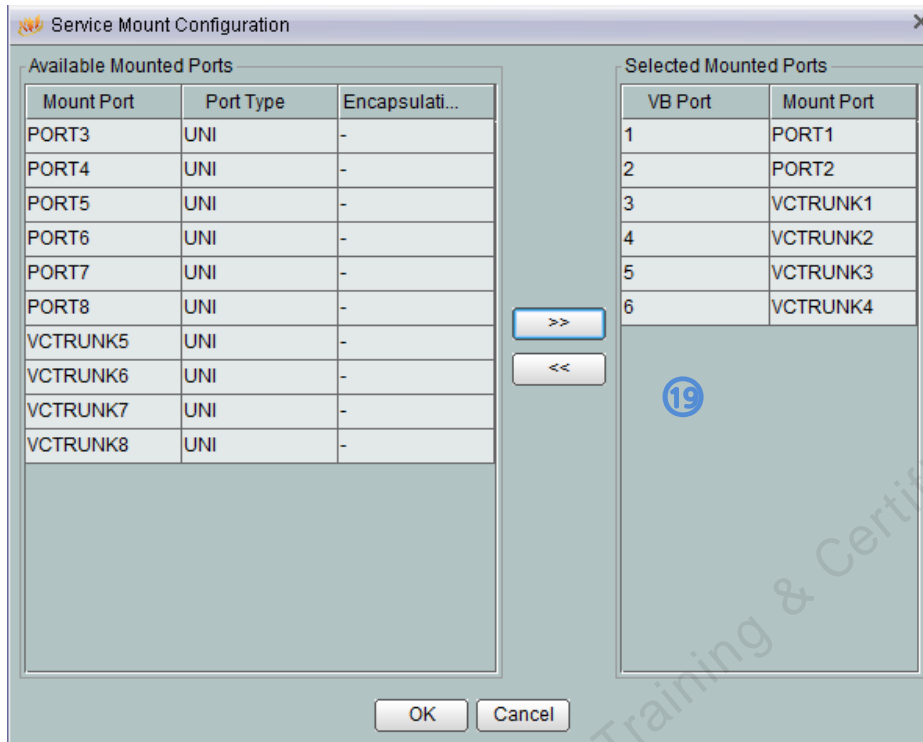 Service Mount Configuration
Available Mounted Ports
Mount Port Port Type Encapsulati...
PORT3 UNI -
PORT4 UNI -
PORT5 UNI -
PORT6 UNI -
PORT7 UNI -
PORT8 UNI -
VCTRUNK5 UNI -
VCTRUNK6 UNI -
VCTRUNK7 UNI -
VCTRUNK8 UNI -
>>
<<
Selected Mounted Ports
VB Port Mount Port
1 PORT1
2 PORT2
3 VCTRUNK1
4 VCTRUNK2
5 VCTRUNK3
6 VCTRUNK4
⑲
OK Cancel
Training & Certifi